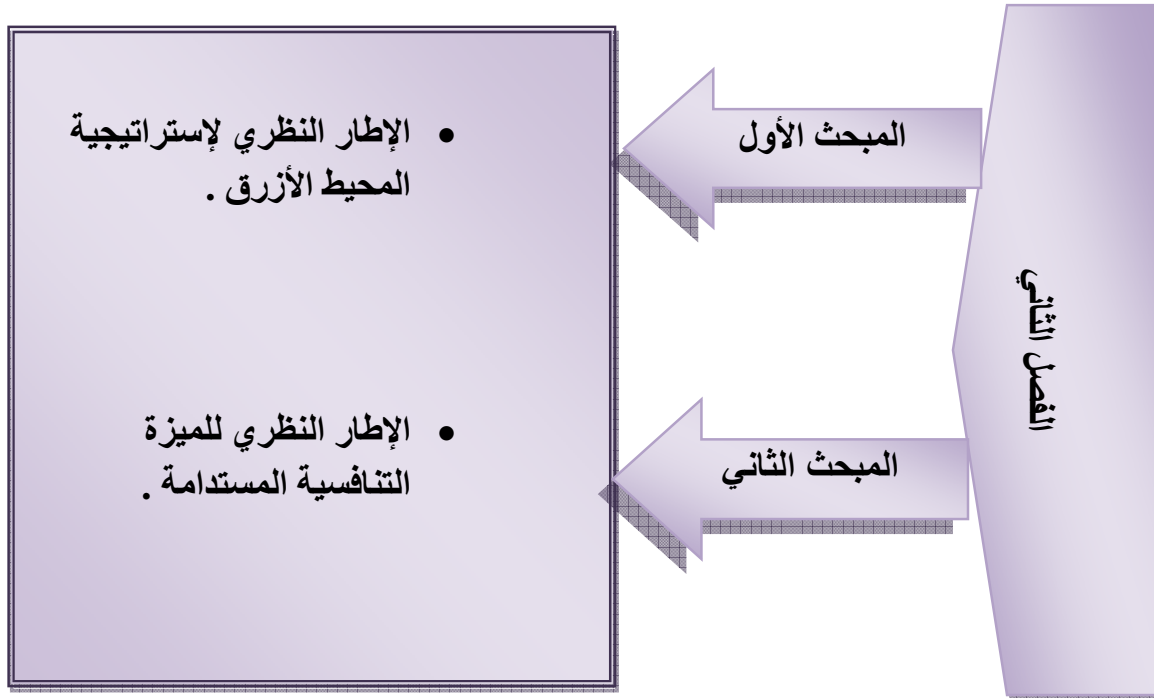 الفصل الثاني
المبحث الأول
• الإطار النظري لإستراتيجية
المحيط الأزرق .
المبحث الثاني
• الإطار النظري للميزة
التنافسية المستدامة .